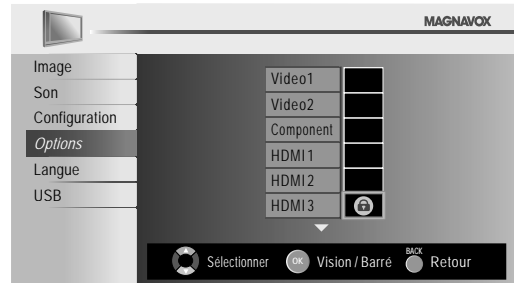 MAGNAVOX
Image
Son
Configuration
Options
Langue
USB
Video1
Video2
Component
HDMI1
HDMI2
HDMI3
Sélectionner OK Vision / Barré BACK Retour